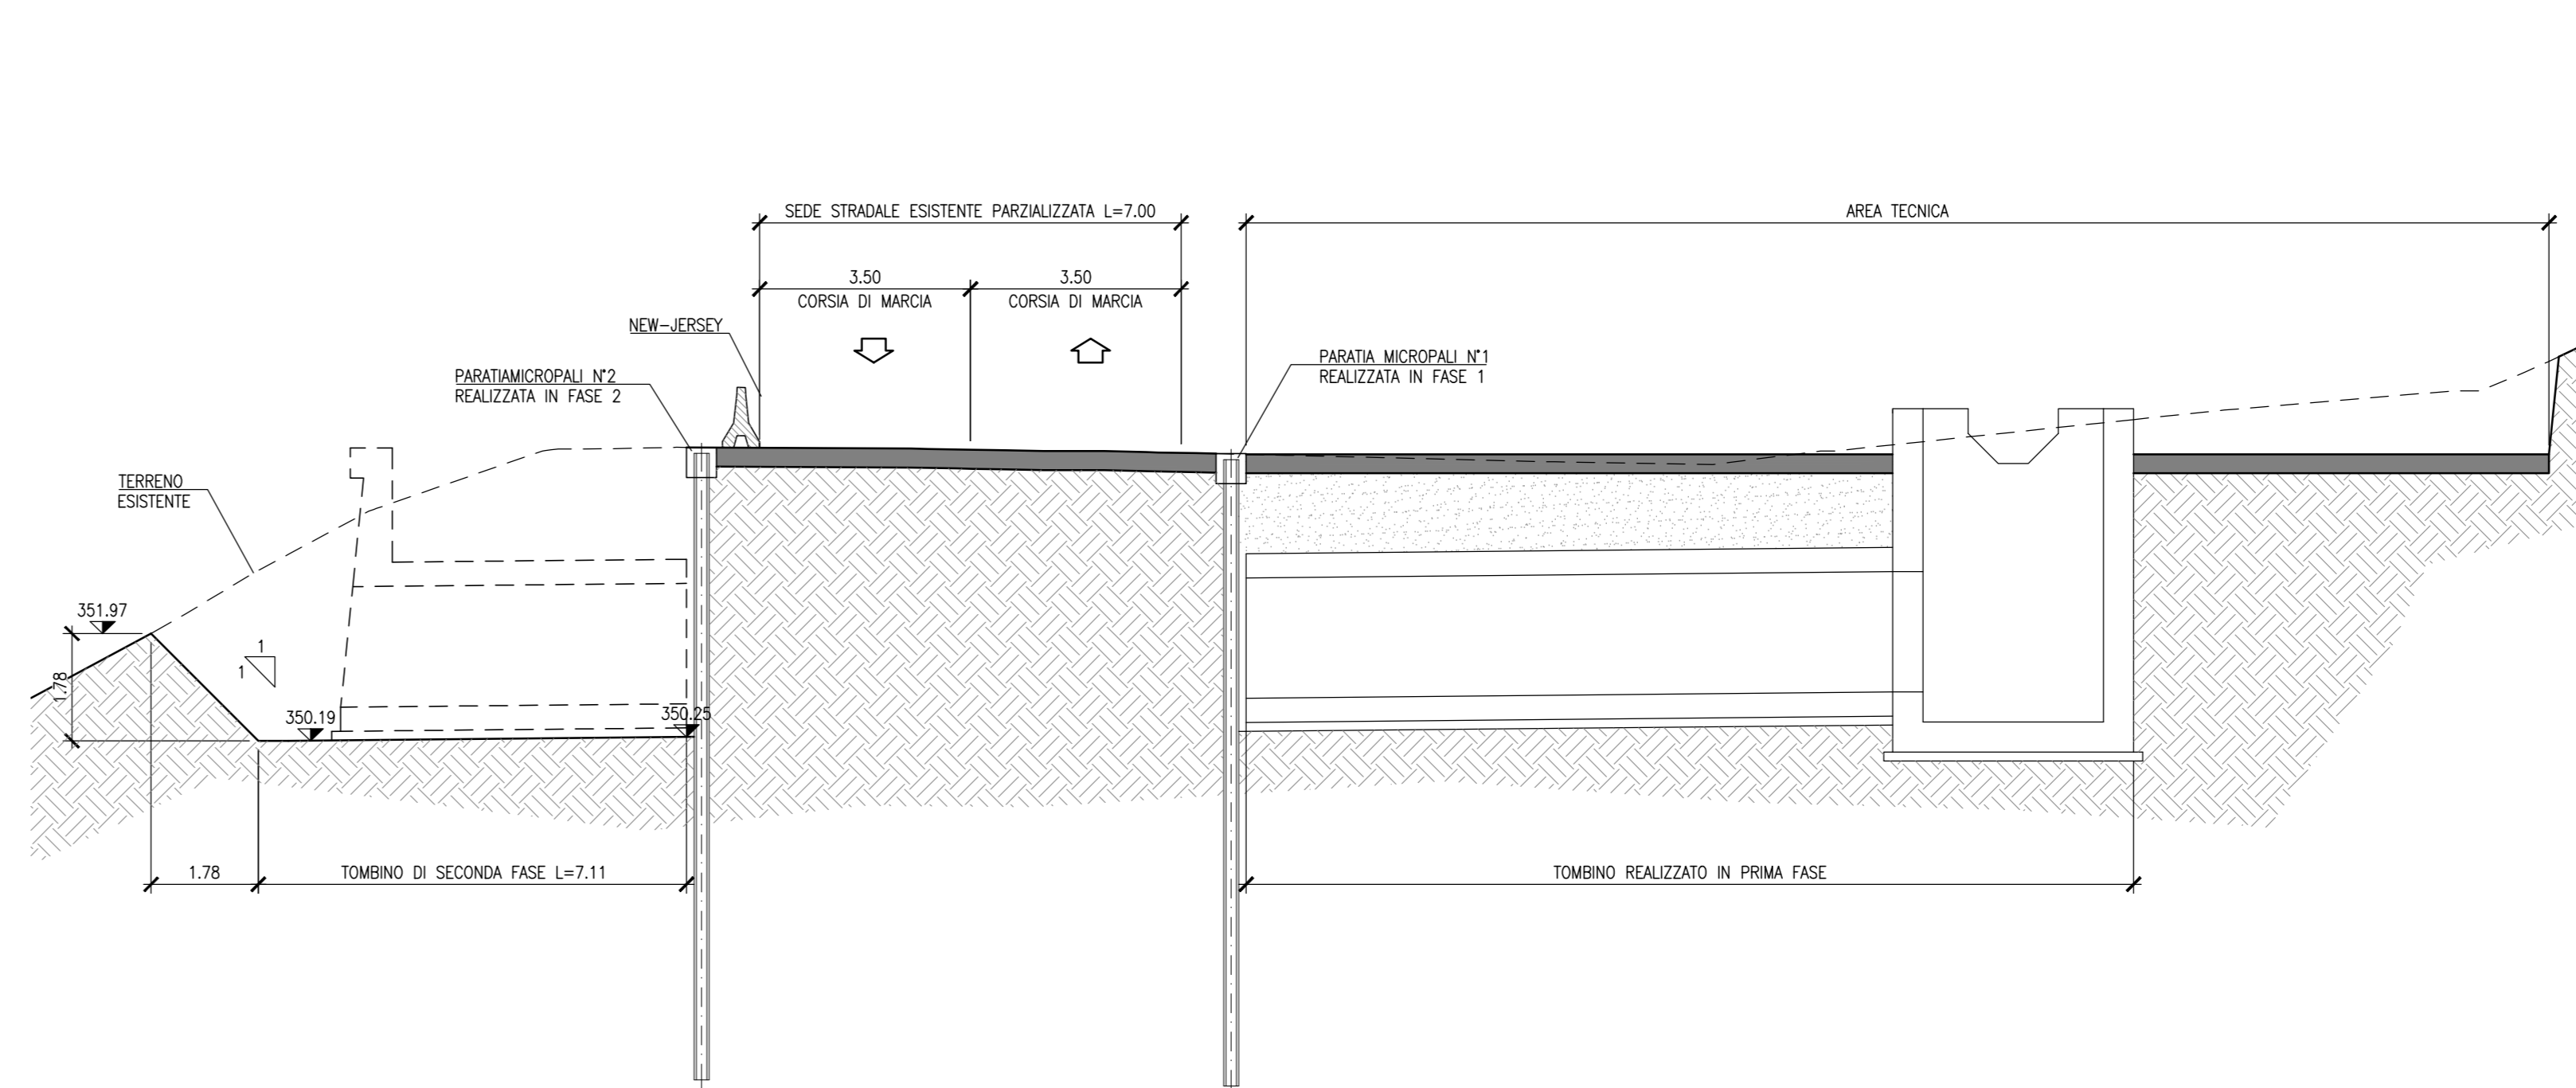 SEDE STRADALE ESISTENTE PARZIALIZZATA L=7.00
AREA TECNICA
3.50
3.50
CORSIA DI MARCIA
CORSIA DI MARCIA
NEW-JERSEY
PARATIA MICROPALI N°1
REALIZZATA IN FASE 1
PARATIAMICROPALI N°2
REALIZZATA IN FASE 2
TERRENO
ESISTENTE
351.97
1
1
1.78
350.19
350.25
1.78
TOMBINO DI SECONDA FASE L=7.11
TOMBINO REALIZZATO IN PRIMA FASE